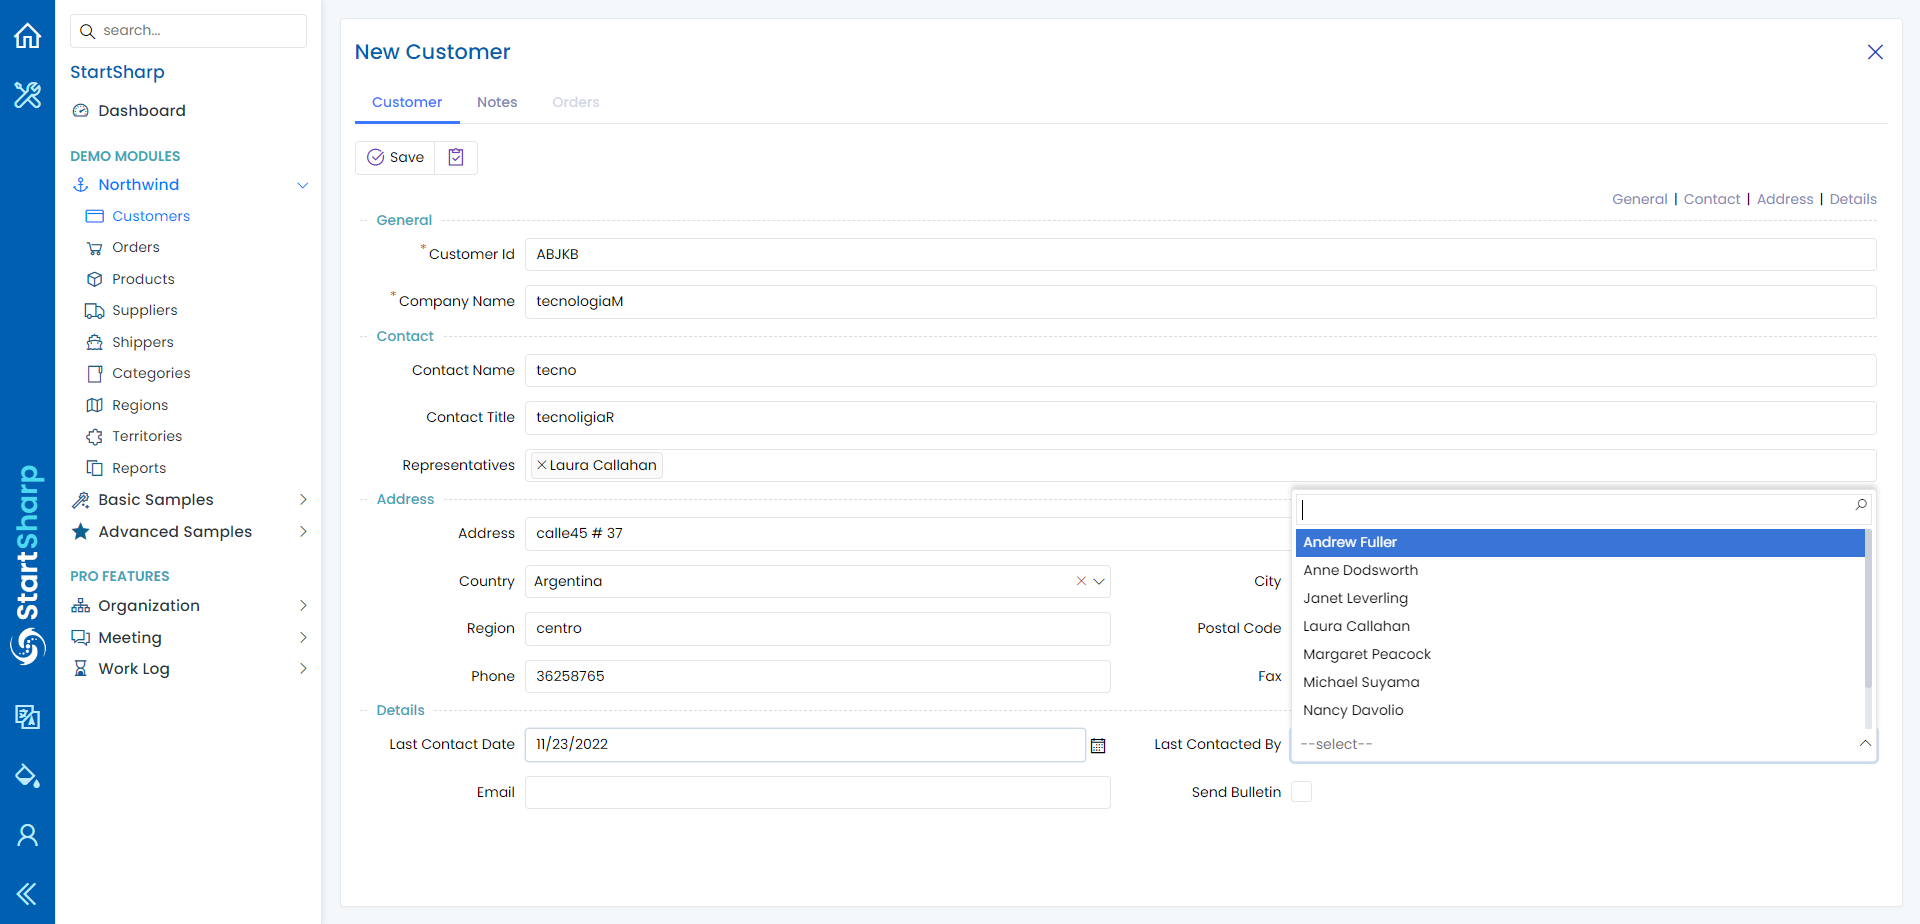 search...
StartSharp
Dashboard
DEMO MODULES
Northwind
Customers
Orders
Products
Suppliers
Shippers
Categories
Regions
Territories
Reports
Basic Samples
Advanced Samples
PRO FEATURES
Organization
Meeting
Work Log
StartSharp
New Customer
Customer Notes Orders
Save
General | Contact | Address | Details
General
* Customer Id ABJKB
* Company Name tecnologiaM
Contact
Contact Name tecno
Contact Title tecnoligiaR
Representatives Laura Callahan
Address
Address calle45 # 37
Country Argentina City
Region centro Postal Code
Phone 36258765 Fax
Andrew Fuller
Anne Dodsworth
Janet Leverling
Laura Callahan
Margaret Peacock
Michael Suyama
Nancy Davolio
Details
Last Contact Date 11/23/2022 Last Contacted By --select--
Email Send Bulletin